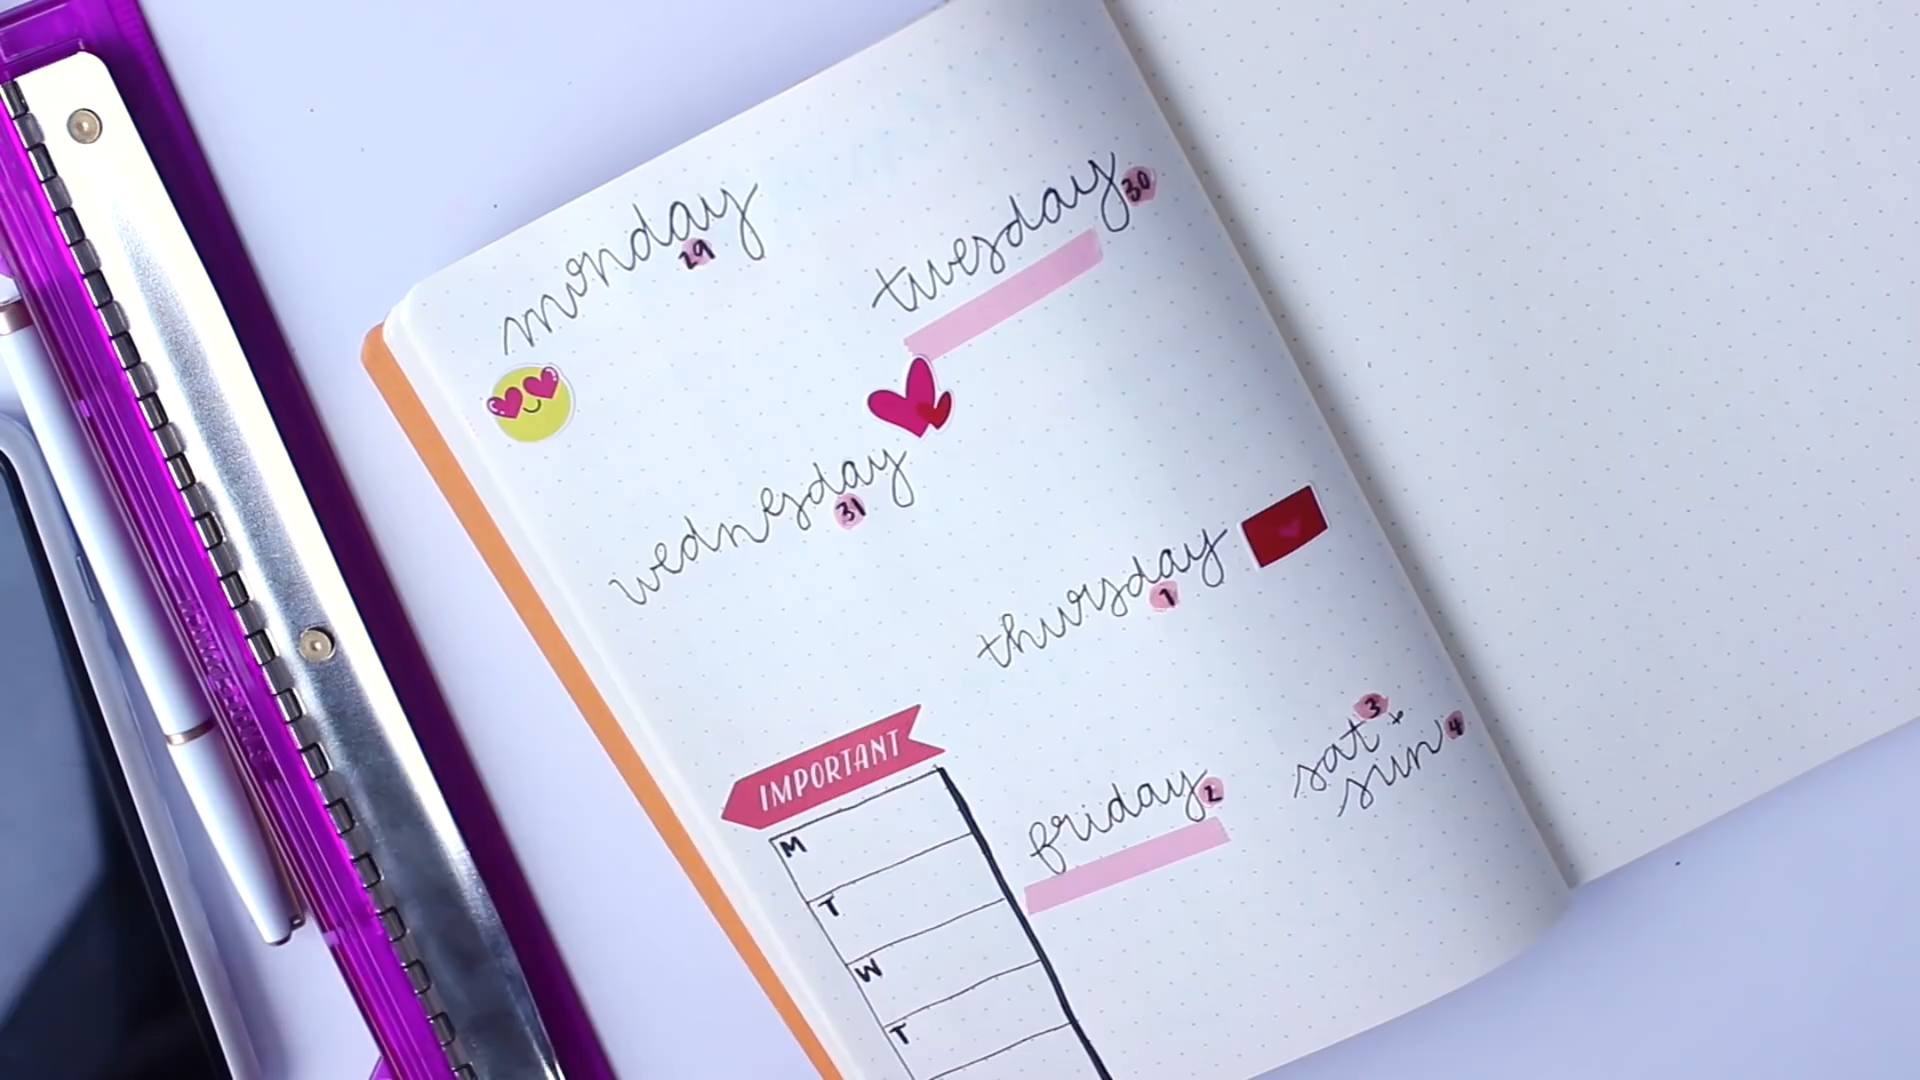 monday
29
tuesday 30
wednesday
31
thursday
1
IMPORTANT
M
T
W
T
friday 2
sat 3 +
sun 4